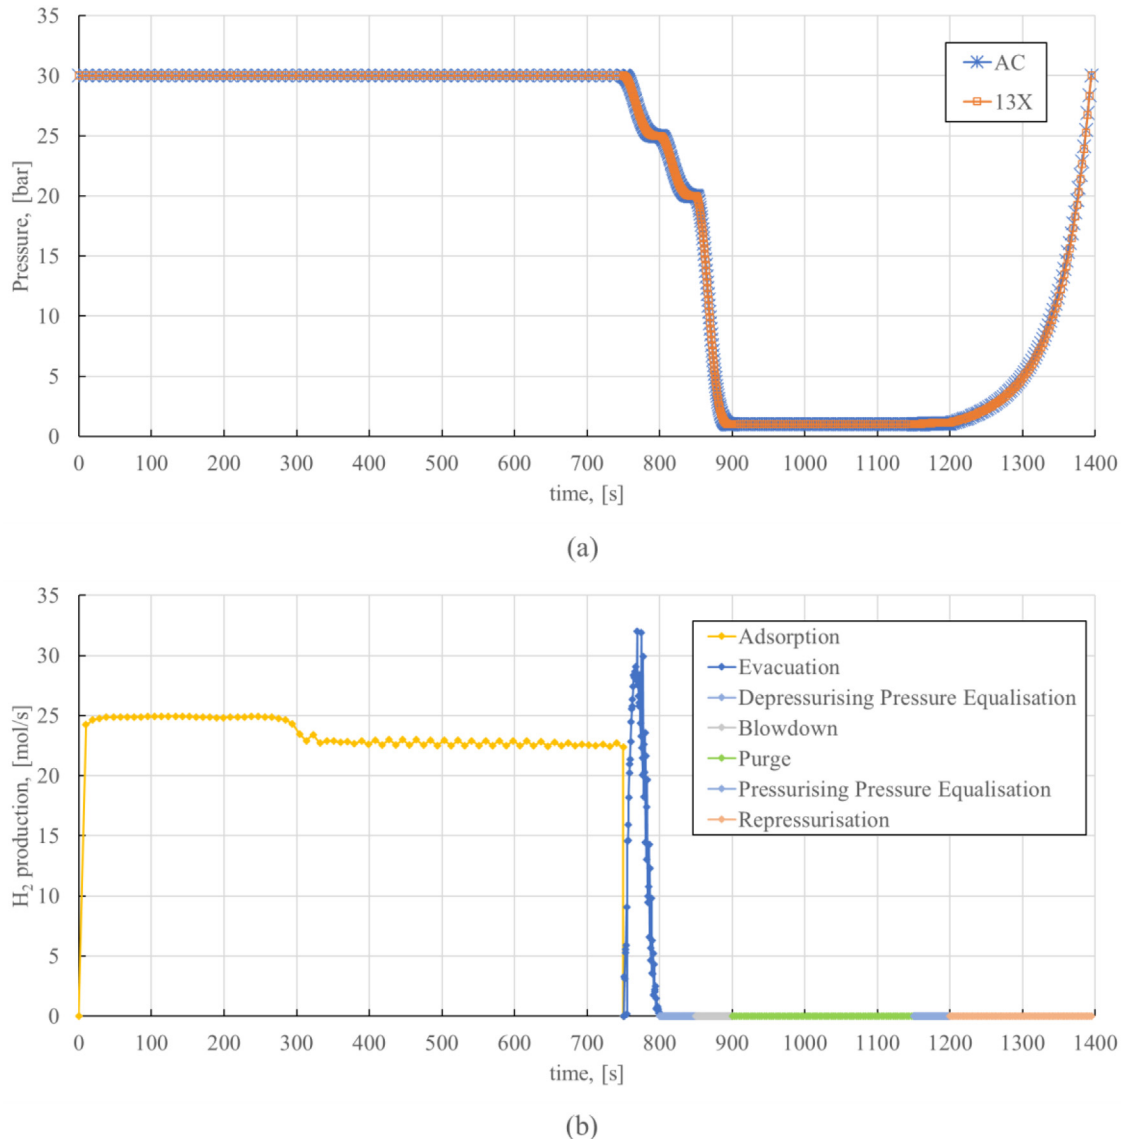 35
30
25
20
15
10
5
0
Pressure, [bar]
AC
13X
0 100 200 300 400 500 600 700 800 900 1000 1100 1200 1300 1400
time, [s]
(a)
35
30
25
20
15
10
5
0
H₂ production, [mol/s]
Adsorption
Evacuation
Depressurising Pressure Equalisation
Blowdown
Purge
Pressurising Pressure Equalisation
Repressurisation
0 100 200 300 400 500 600 700 800 900 1000 1100 1200 1300 1400
time, [s]
(b)